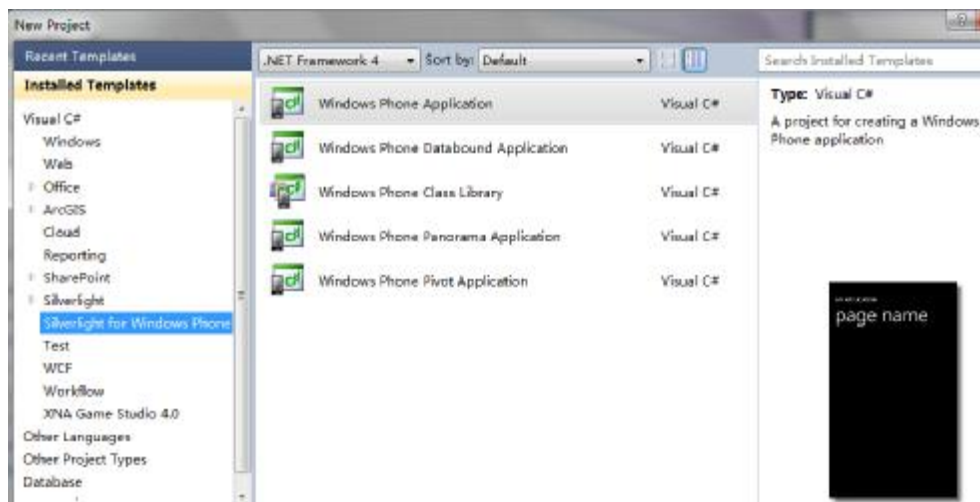 New Project
Recent Templates
.NET Framework 4
Sort by: Default
Search Installed Templates
Installed Templates
Visual C#
Windows
Web
Office
ArcGIS
Cloud
Reporting
SharePoint
Silverlight
Silverlight for Windows Phone
Test
WCF
Workflow
XNA Game Studio 4.0
Other Languages
Other Project Types
Database
Windows Phone Application Visual C#
Windows Phone Databound Application Visual C#
Windows Phone Class Library Visual C#
Windows Phone Panorama Application Visual C#
Windows Phone Pivot Application Visual C#
Type: Visual C#
A project for creating a Windows
Phone application
page name